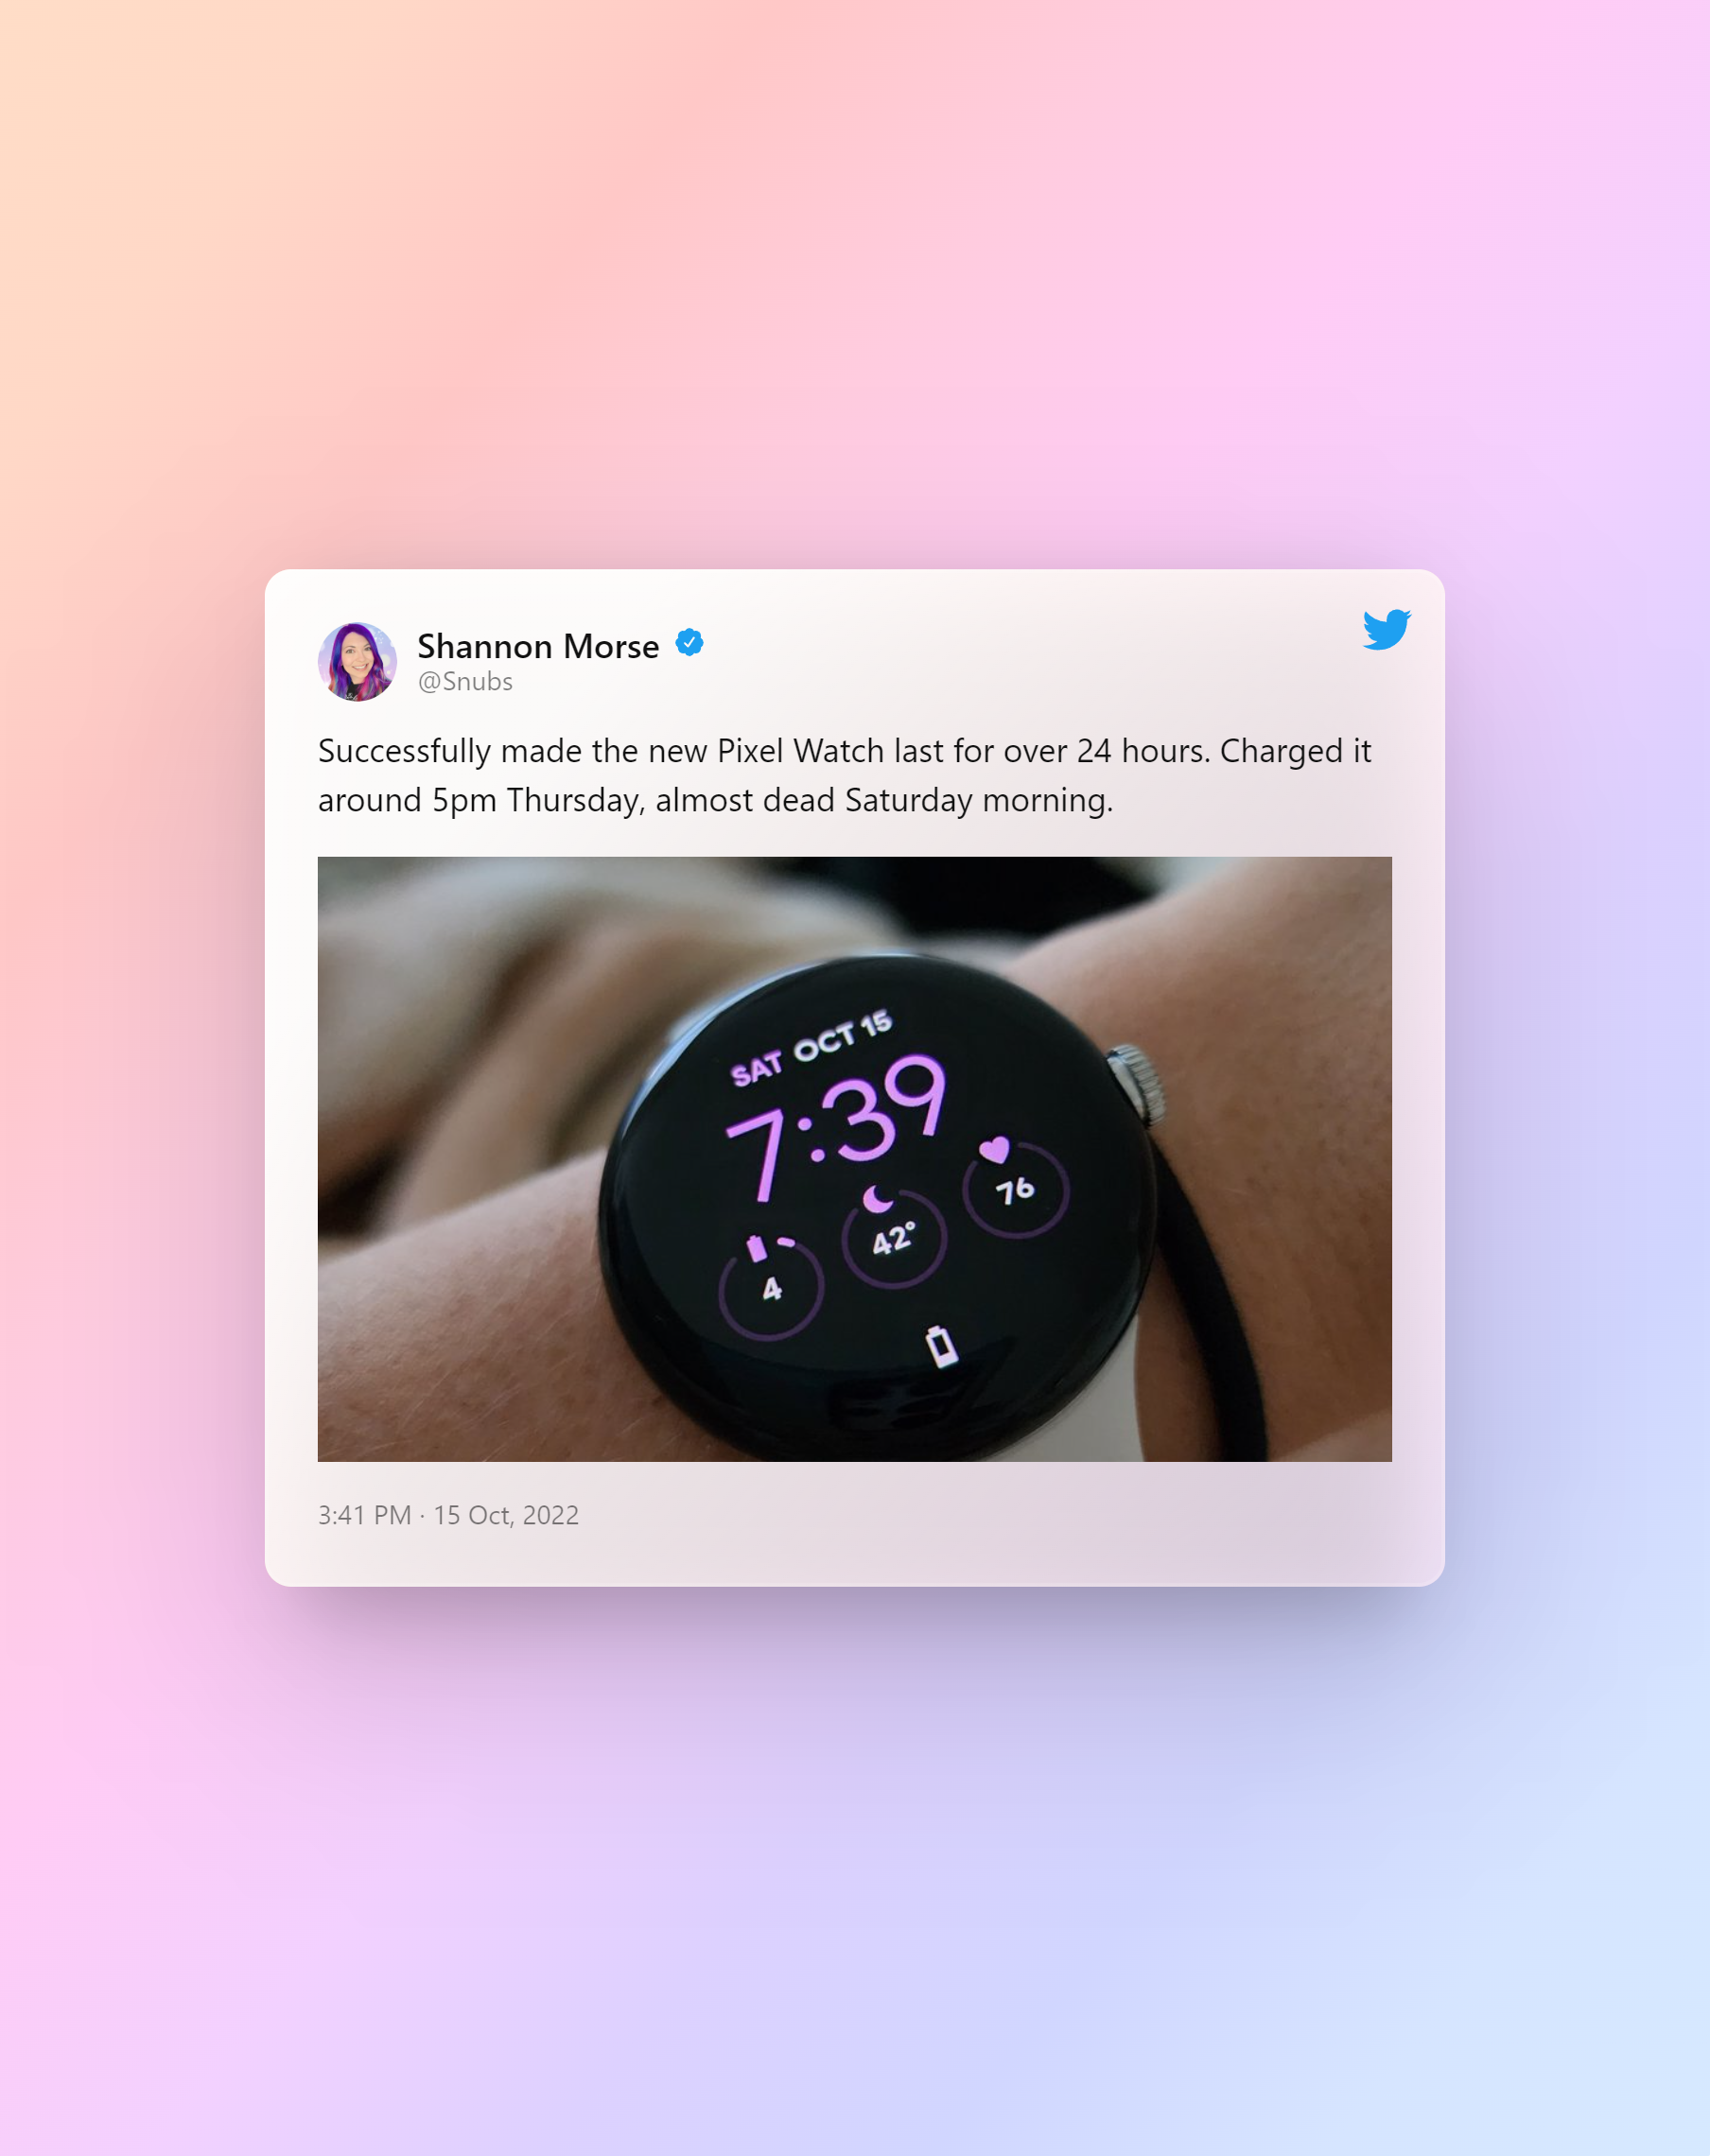 Shannon Morse
@Snubs
Successfully made the new Pixel Watch last for over 24 hours. Charged it
around 5pm Thursday, almost dead Saturday morning.
SAT OCT 15
7:39
4
42°
76
3:41 PM · 15 Oct, 2022